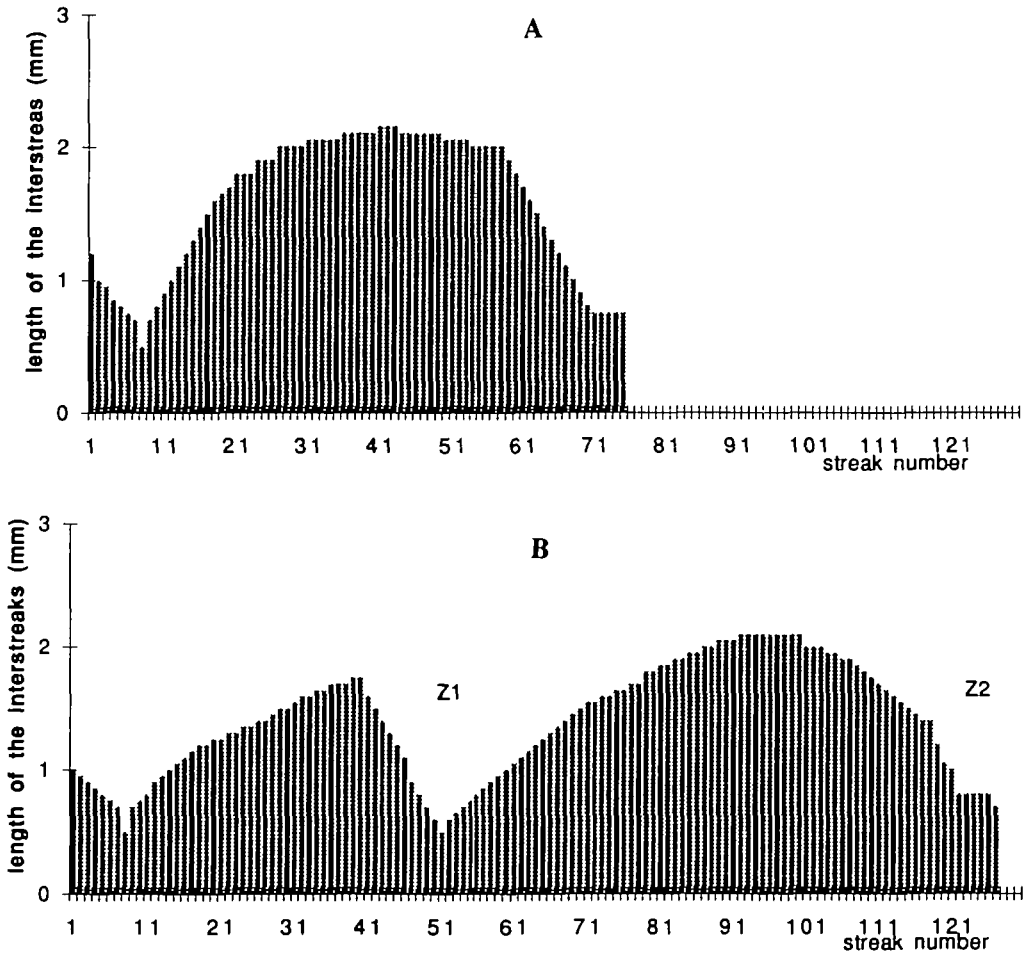 A
length of the Interstreas (mm)
3
2
1
0
1 11 21 31 41 51 61 71 81 91 101 111 121
streak number
B
length of the Interstreaks (mm)
3
2
1
0
Z1
Z2
1 11 21 31 41 51 61 71 81 91 101 111 121
streak number